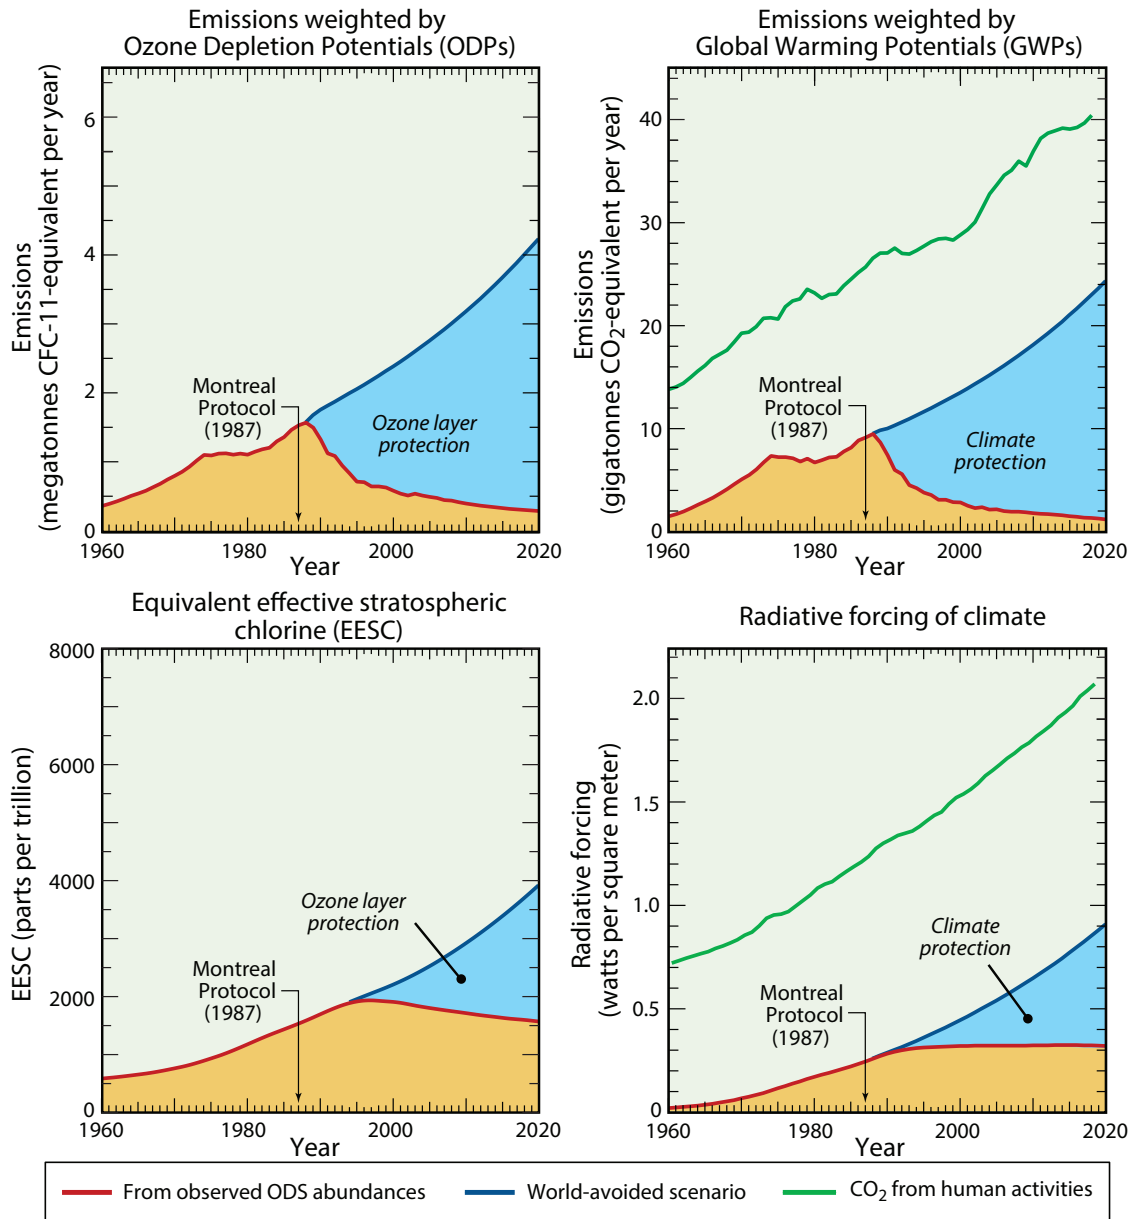 Emissions weighted by
Ozone Depletion Potentials (ODPs)
Emissions
(megatonnes CFC-11-equivalent per year)
6
4
2
0
Montreal
Protocol
(1987)
Ozone layer
protection
1960
1980
2000
2020
Year
Emissions weighted by
Global Warming Potentials (GWPs)
Emissions
(gigatonnes CO₂-equivalent per year)
40
30
20
10
0
Montreal
Protocol
(1987)
Climate
protection
1960
1980
2000
2020
Year
Equivalent effective stratospheric
chlorine (EESC)
EESC (parts per trillion)
8000
6000
4000
2000
0
Ozone layer
protection
Montreal
Protocol
(1987)
1960
1980
2000
2020
Year
Radiative forcing of climate
Radiative forcing
(watts per square meter)
2.0
1.5
1.0
0.5
0
Climate
protection
Montreal
Protocol
(1987)
1960
1980
2000
2020
Year
From observed ODS abundances
World-avoided scenario
CO₂ from human activities